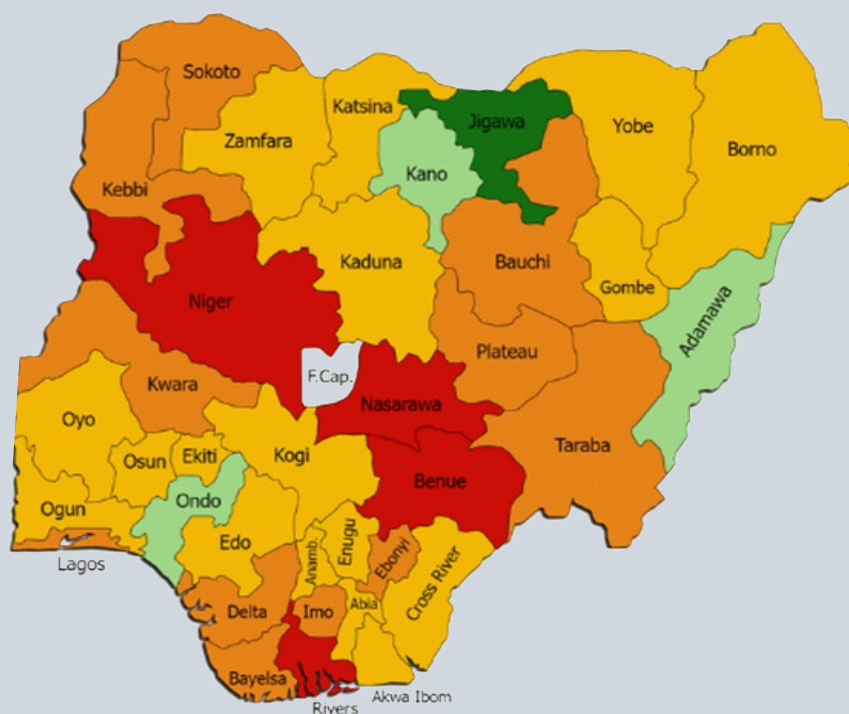 Sokoto
Katsina
Jigawa
Yobe
Borno
Zamfara
Kano
Kebbi
Kaduna
Bauchi
Gombe
Niger
Adamawa
Plateau
F.Cap.
Kwara
Nasarawa
Oyo
Taraba
Osun
Ekiti
Kogi
Benue
Ondo
Ogun
Edo
Anamb.
Enugu
Ebonyi
Cross River
Lagos
Delta
Imo
Abia
Bayelsa
Akwa Ibom
Rivers